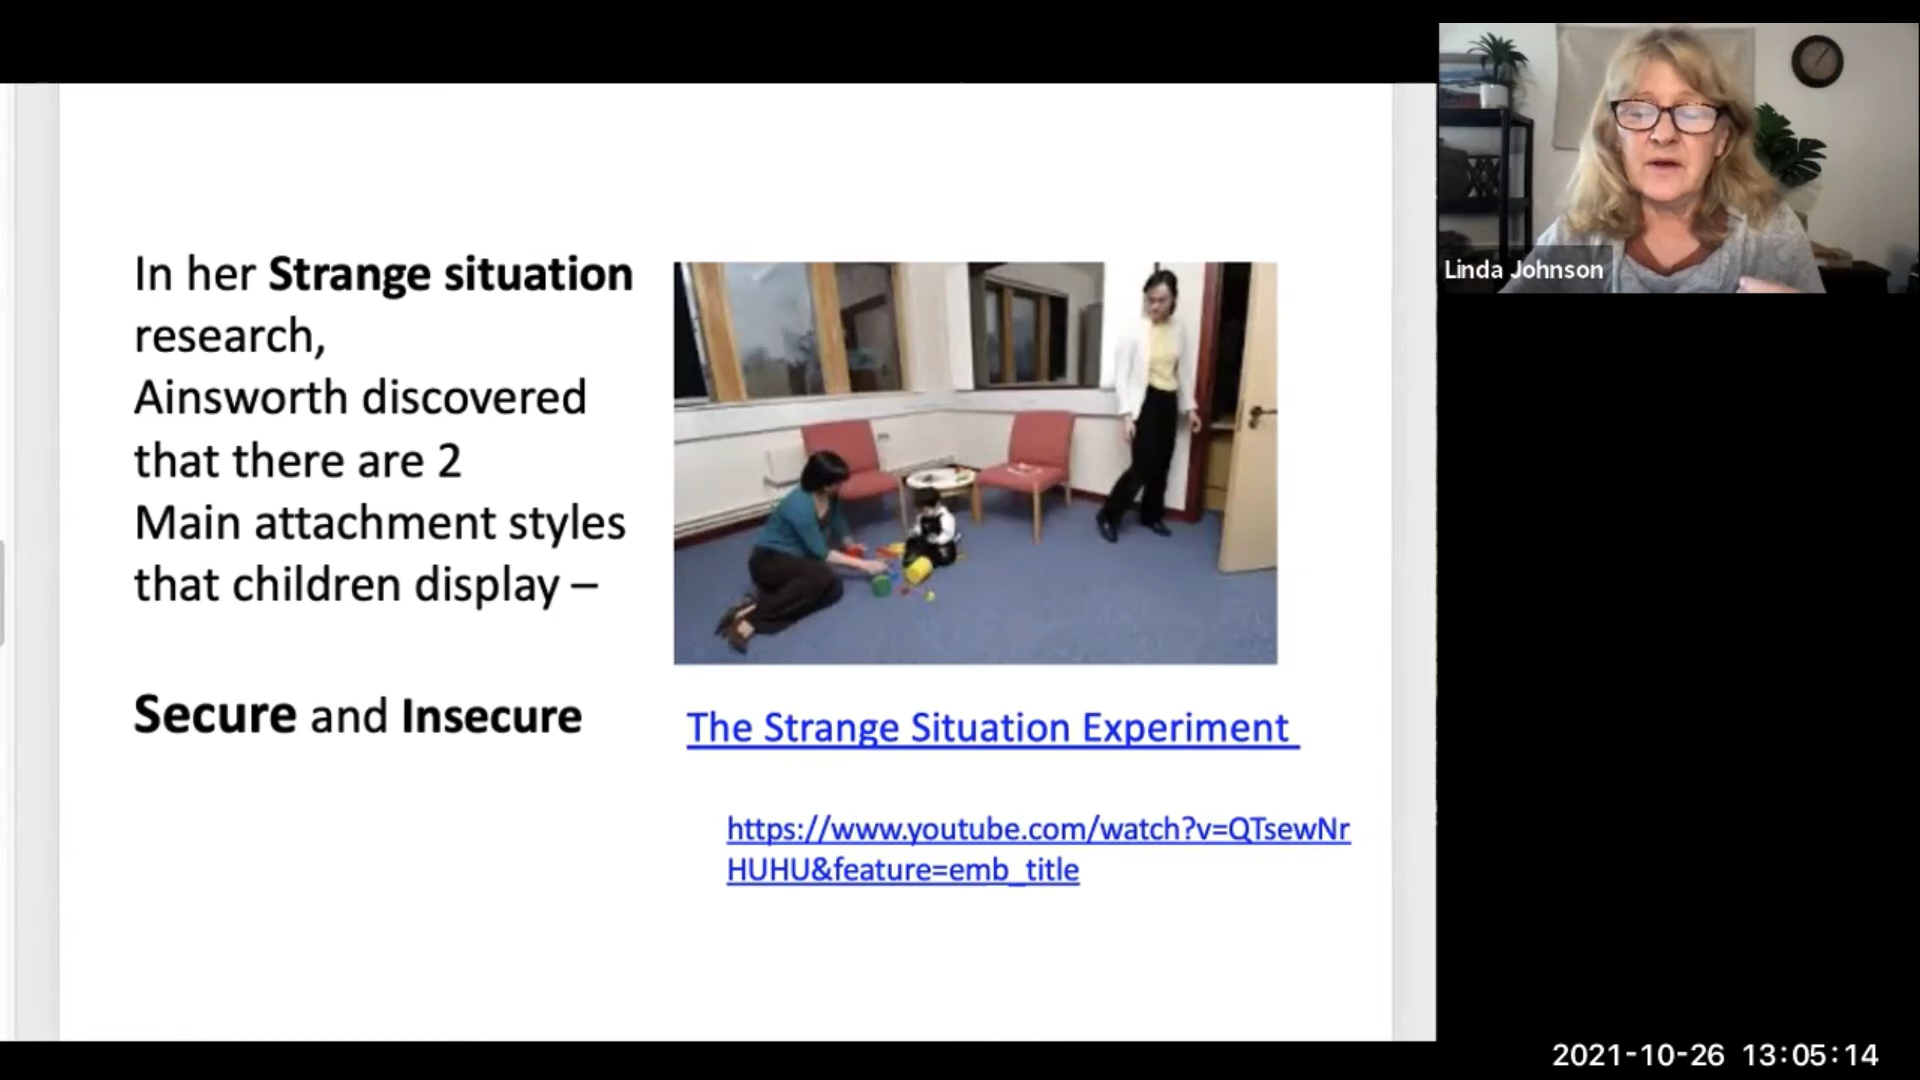 In her Strange situation
research,
Ainsworth discovered
that there are 2
Main attachment styles
that children display –
Secure and Insecure
The Strange Situation Experiment
https://www.youtube.com/watch?v=QTsewNr
HUHU&feature=emb_title
Linda Johnson
2021-10-26 13:05:14